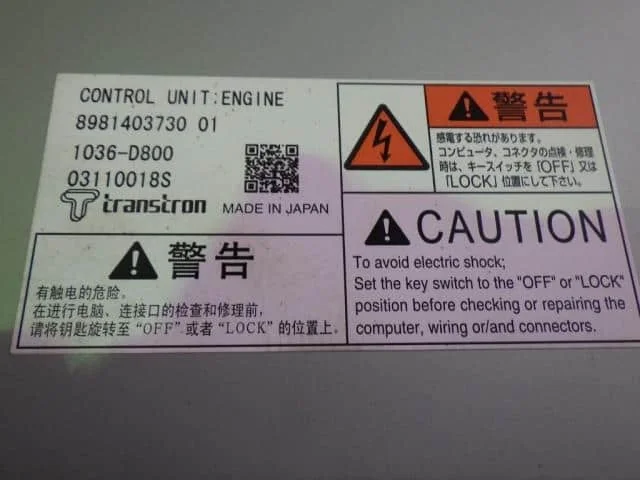 CONTROL UNIT:ENGINE
8981403730 01
1036-D800
03110018S
transtron MADE IN JAPAN
警告
有触电的危险。
在进行电脑、连接口的检查和修理前,
请将钥匙旋转至 "OFF" 或者 "LOCK" 的位置上.
警告
感電する恐れがあります。
コンピュータ、コネクタの点検・修理
時は、キースイッチを「OFF」又は
「LOCK」位置にして下さい。
CAUTION
To avoid electric shock;
Set the key switch to the "OFF" or "LOCK"
position before checking or repairing the
computer, wiring or/and connectors.